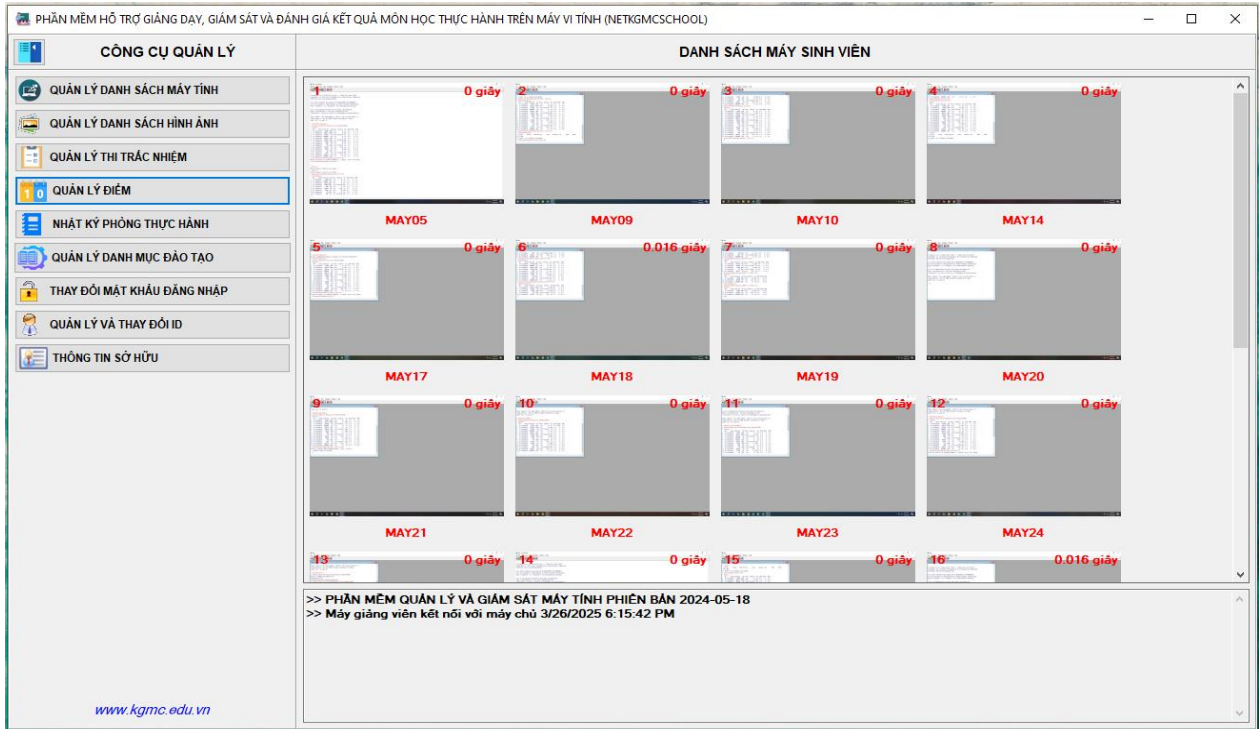 PHẦN MỀM HỖ TRỢ GIẢNG DẠY, GIÁM SÁT VÀ ĐÁNH GIÁ KẾT QUẢ MÔN HỌC THỰC HÀNH TRÊN MÁY VI TÍNH (NETKGMCSCHOOL)
CÔNG CỤ QUẢN LÝ
QUẢN LÝ DANH SÁCH MÁY TÍNH
QUẢN LÝ DANH SÁCH HÌNH ẢNH
QUẢN LÝ THI TRẮC NHIỆM
QUẢN LÝ ĐIỂM
NHẬT KÝ PHÒNG THỰC HÀNH
QUẢN LÝ DANH MỤC ĐÀO TẠO
THAY ĐỔI MẬT KHẨU ĐĂNG NHẬP
QUẢN LÝ VÀ THAY ĐỔI ID
THÔNG TIN SỞ HỮU
www.kgmc.edu.vn
DANH SÁCH MÁY SINH VIÊN
1 0 giây 2 0 giây 3 0 giây 4 0 giây
MAY05 MAY09 MAY10 MAY14
5 0 giây 6 0.016 giây 7 0 giây 8 0 giây
MAY17 MAY18 MAY19 MAY20
9 0 giây 10 0 giây 11 0 giây 12 0 giây
MAY21 MAY22 MAY23 MAY24
13 0 giây 14 0 giây 15 0 giây 16 0.016 giây
>> PHẦN MỀM QUẢN LÝ VÀ GIÁM SÁT MÁY TÍNH PHIÊN BẢN 2024-05-18
>> Máy giảng viên kết nối với máy chủ 3/26/2025 6:15:42 PM